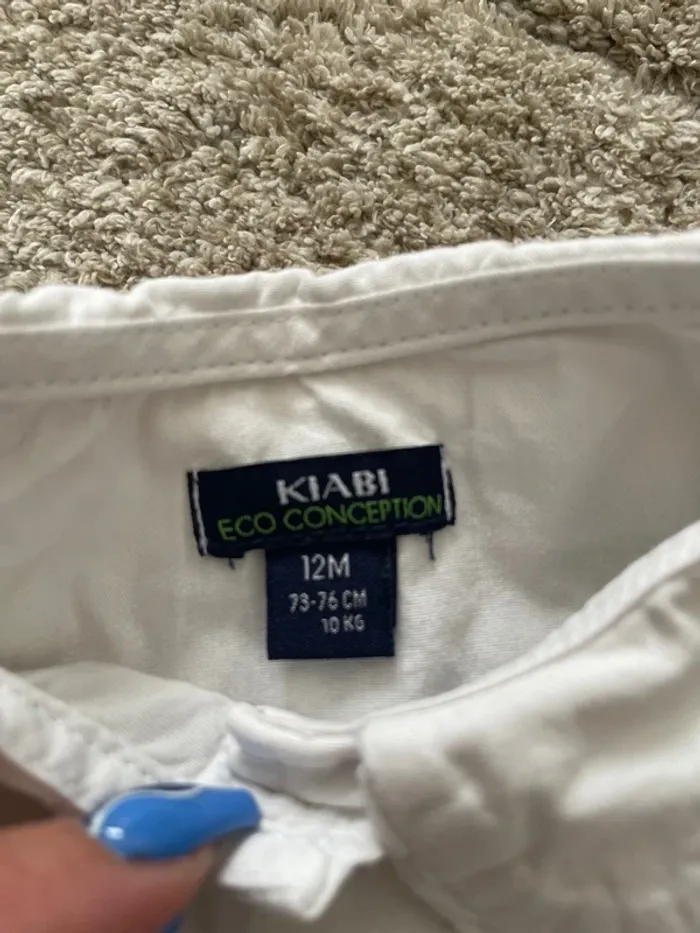 KIABI
ECO CONCEPTION
12M
73-76 CM
10 KG